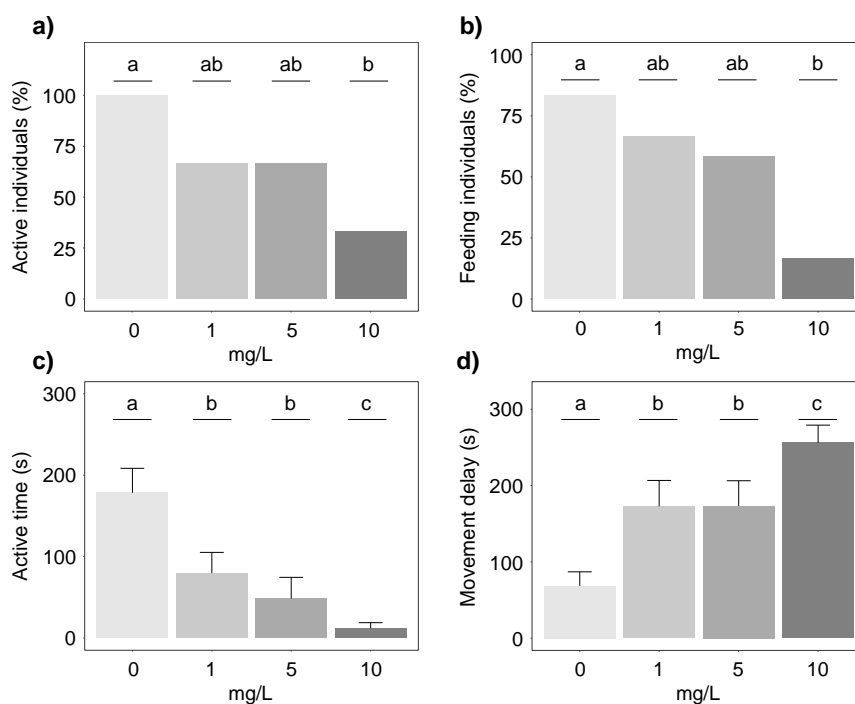 a)
Active individuals (%)
100
75
50
25
0
a ab ab b
0 1 5 10
mg/L
b)
Feeding individuals (%)
100
75
50
25
0
a ab ab b
0 1 5 10
mg/L
c)
Active time (s)
300
200
100
0
a b b c
0 1 5 10
mg/L
d)
Movement delay (s)
300
200
100
0
a b b c
0 1 5 10
mg/L